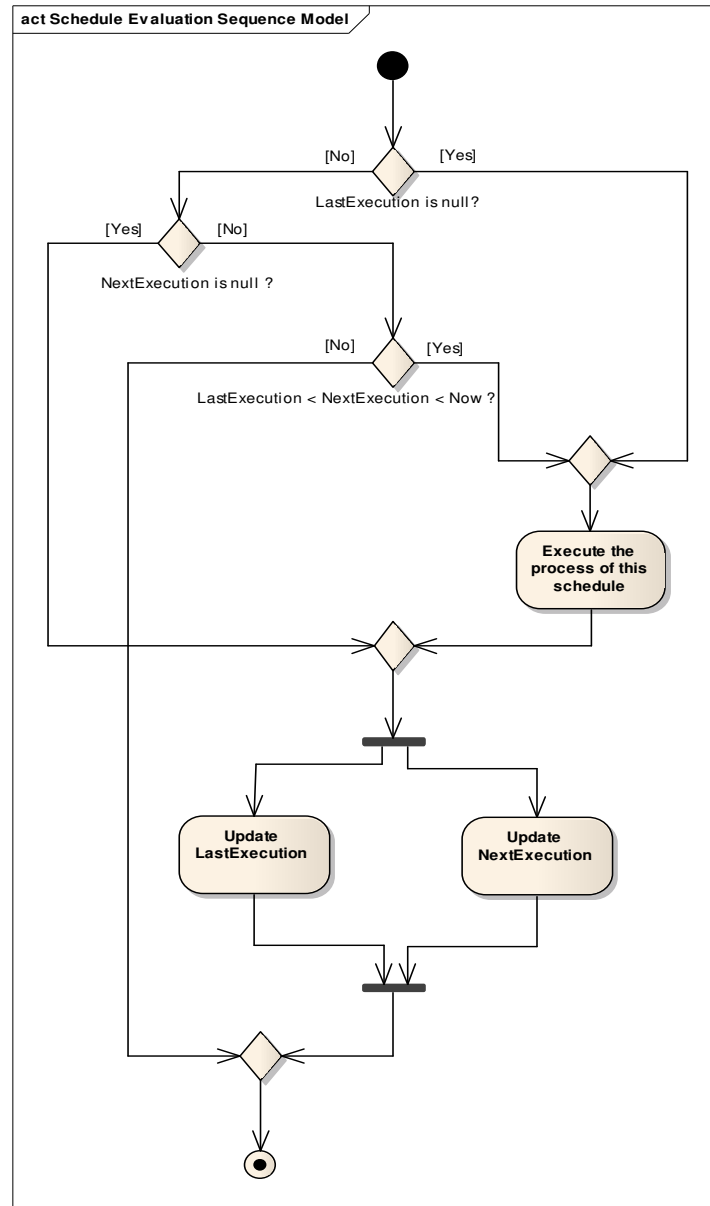 act Schedule Evaluation Sequence Model
[No]
[Yes]
LastExecution is null?
[Yes]
[No]
NextExecution is null ?
[No]
[Yes]
LastExecution < NextExecution < Now ?
Execute the
process of this
schedule
Update
LastExecution
Update
NextExecution